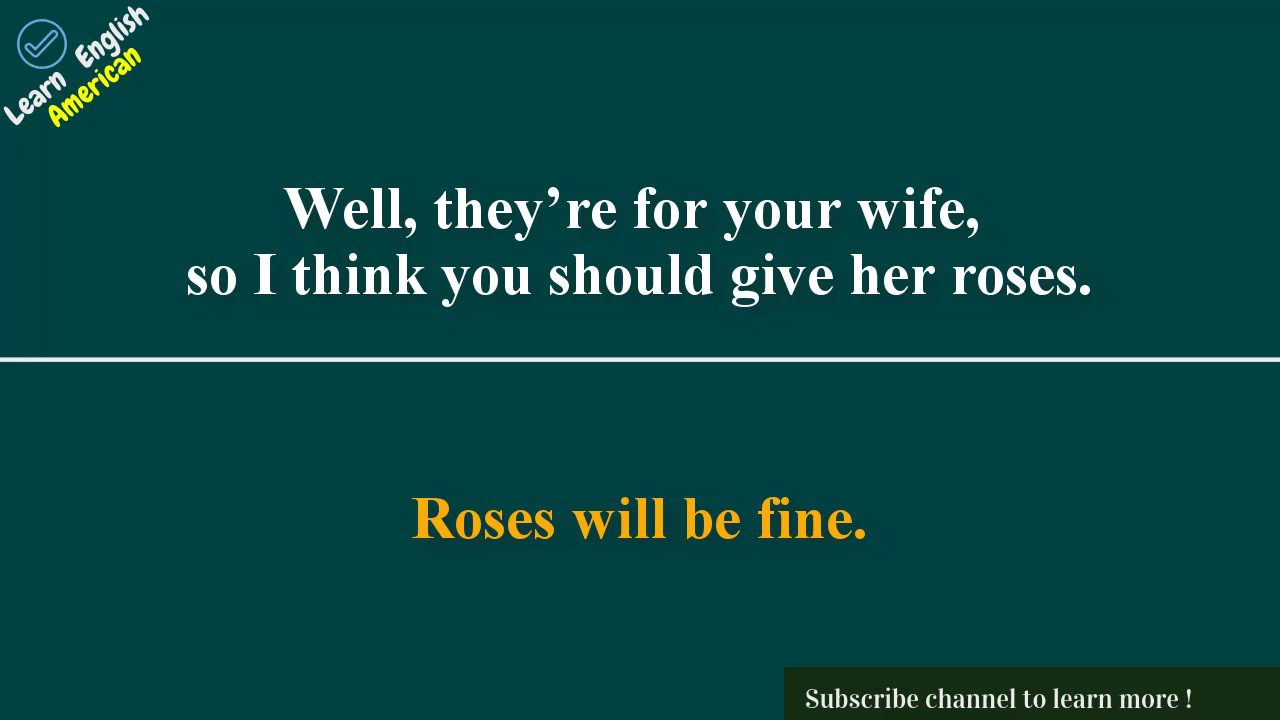 Learn English
American
Well, they’re for your wife,
so I think you should give her roses.
Roses will be fine.
Subscribe channel to learn more !